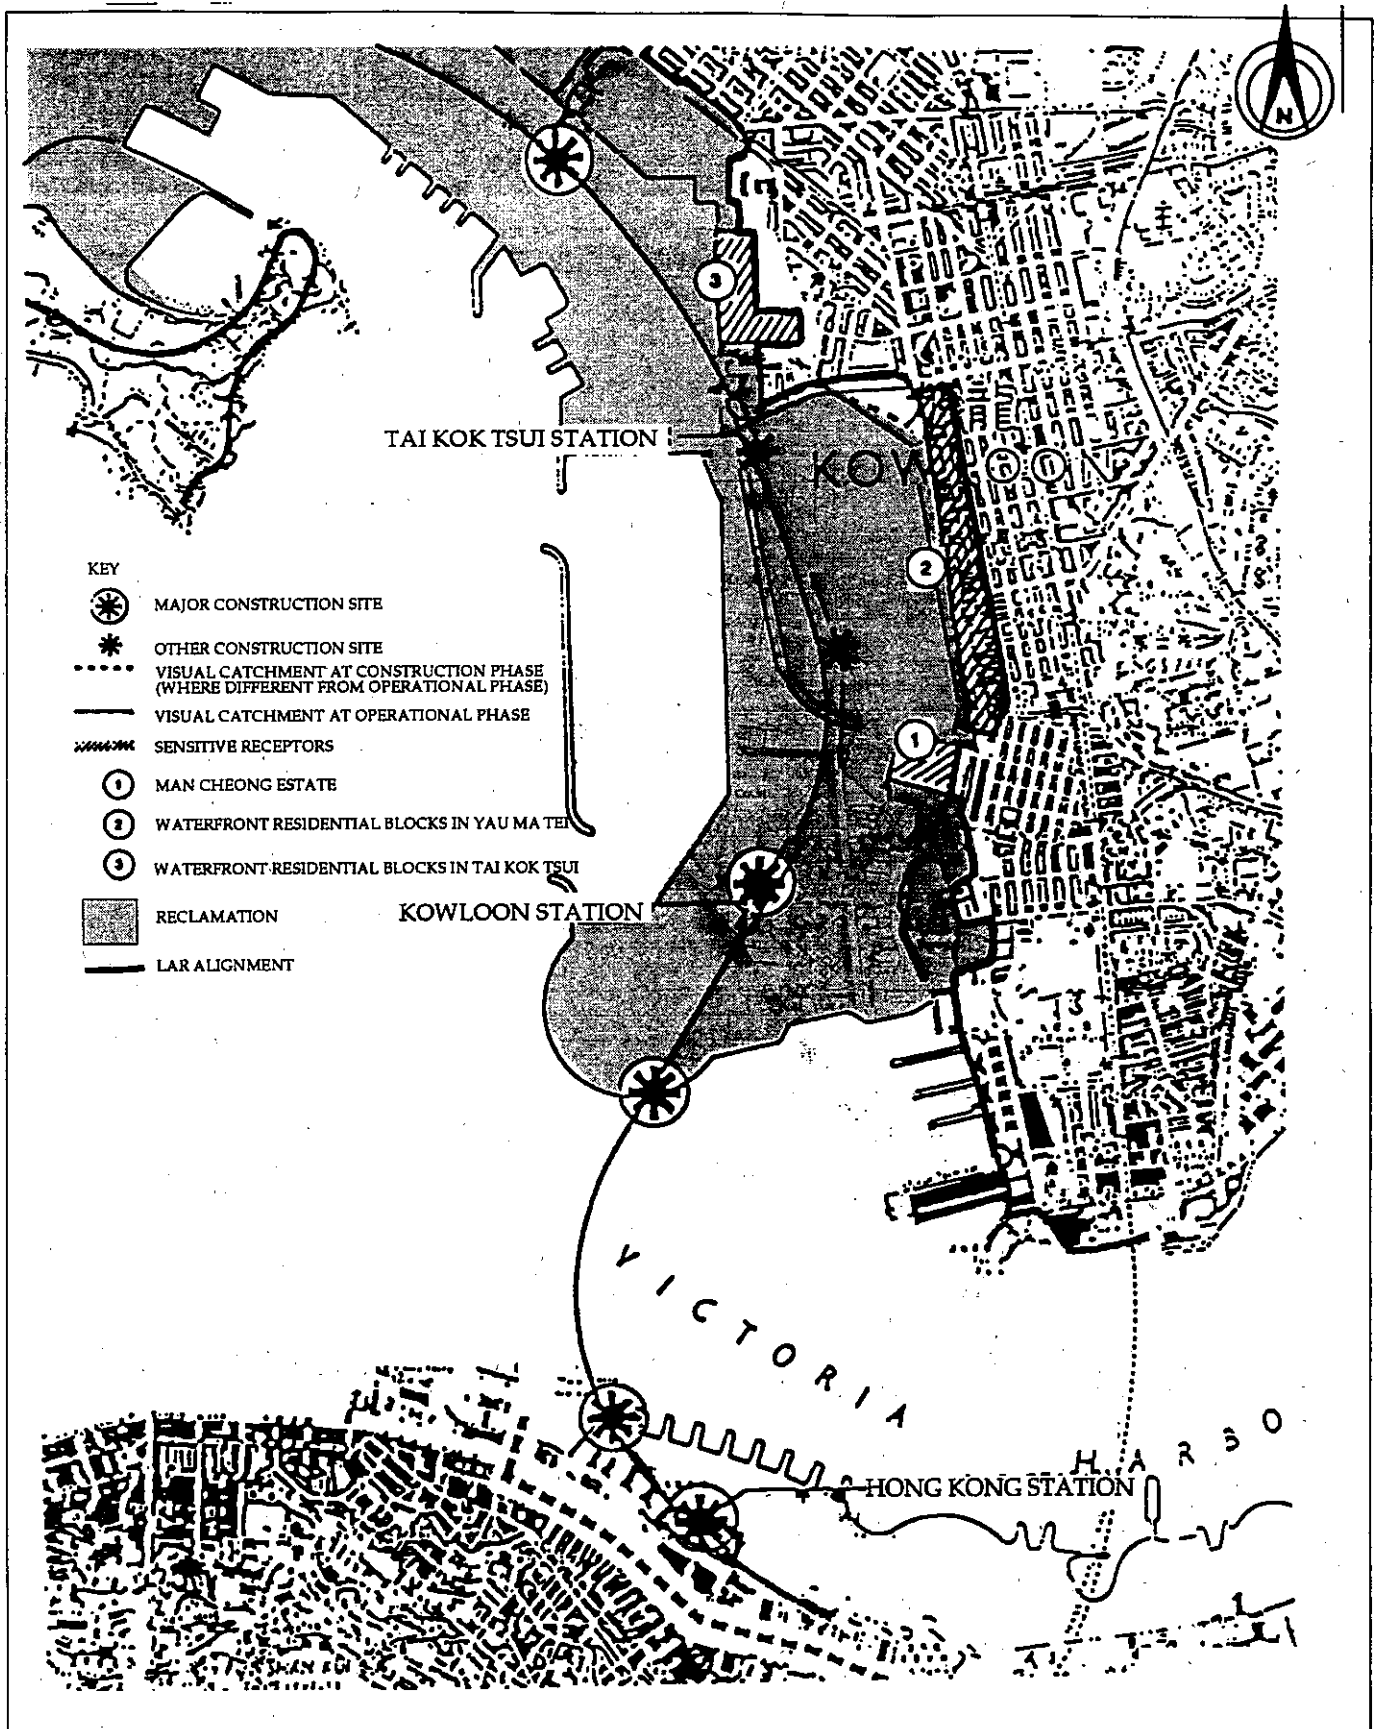 N
3
TAI KOK TSUI STATION
KOWLOON
2
KEY
MAJOR CONSTRUCTION SITE
OTHER CONSTRUCTION SITE
VISUAL CATCHMENT AT CONSTRUCTION PHASE
(WHERE DIFFERENT FROM OPERATIONAL PHASE)
VISUAL CATCHMENT AT OPERATIONAL PHASE
SENSITIVE RECEPTORS
1
1 MAN CHEONG ESTATE
2 WATERFRONT RESIDENTIAL BLOCKS IN YAU MA TEI
3 WATERFRONT RESIDENTIAL BLOCKS IN TAI KOK TSUI
RECLAMATION
KOWLOON STATION
LAR ALIGNMENT
VICTORIA
HARBO
HONG KONG STATION